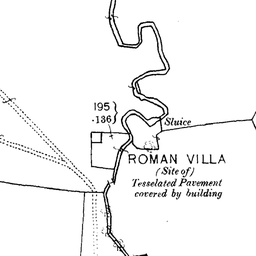 195
.136
Sluice
ROMAN VILLA
(Site of)
Tesselated Pavement
covered by building